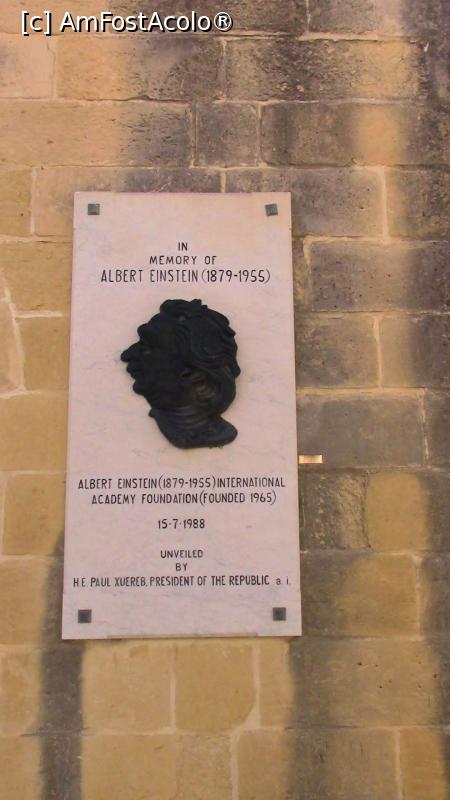 [c] AmFostAcolo®
IN
MEMORY OF
ALBERT EINSTEIN (1879-1955)
ALBERT EINSTEIN (1879-1955) INTERNATIONAL
ACADEMY FOUNDATION (FOUNDED 1965)
15·7·1988
UNVEILED
BY
H.E. PAUL XUEREB, PRESIDENT OF THE REPUBLIC a.i.